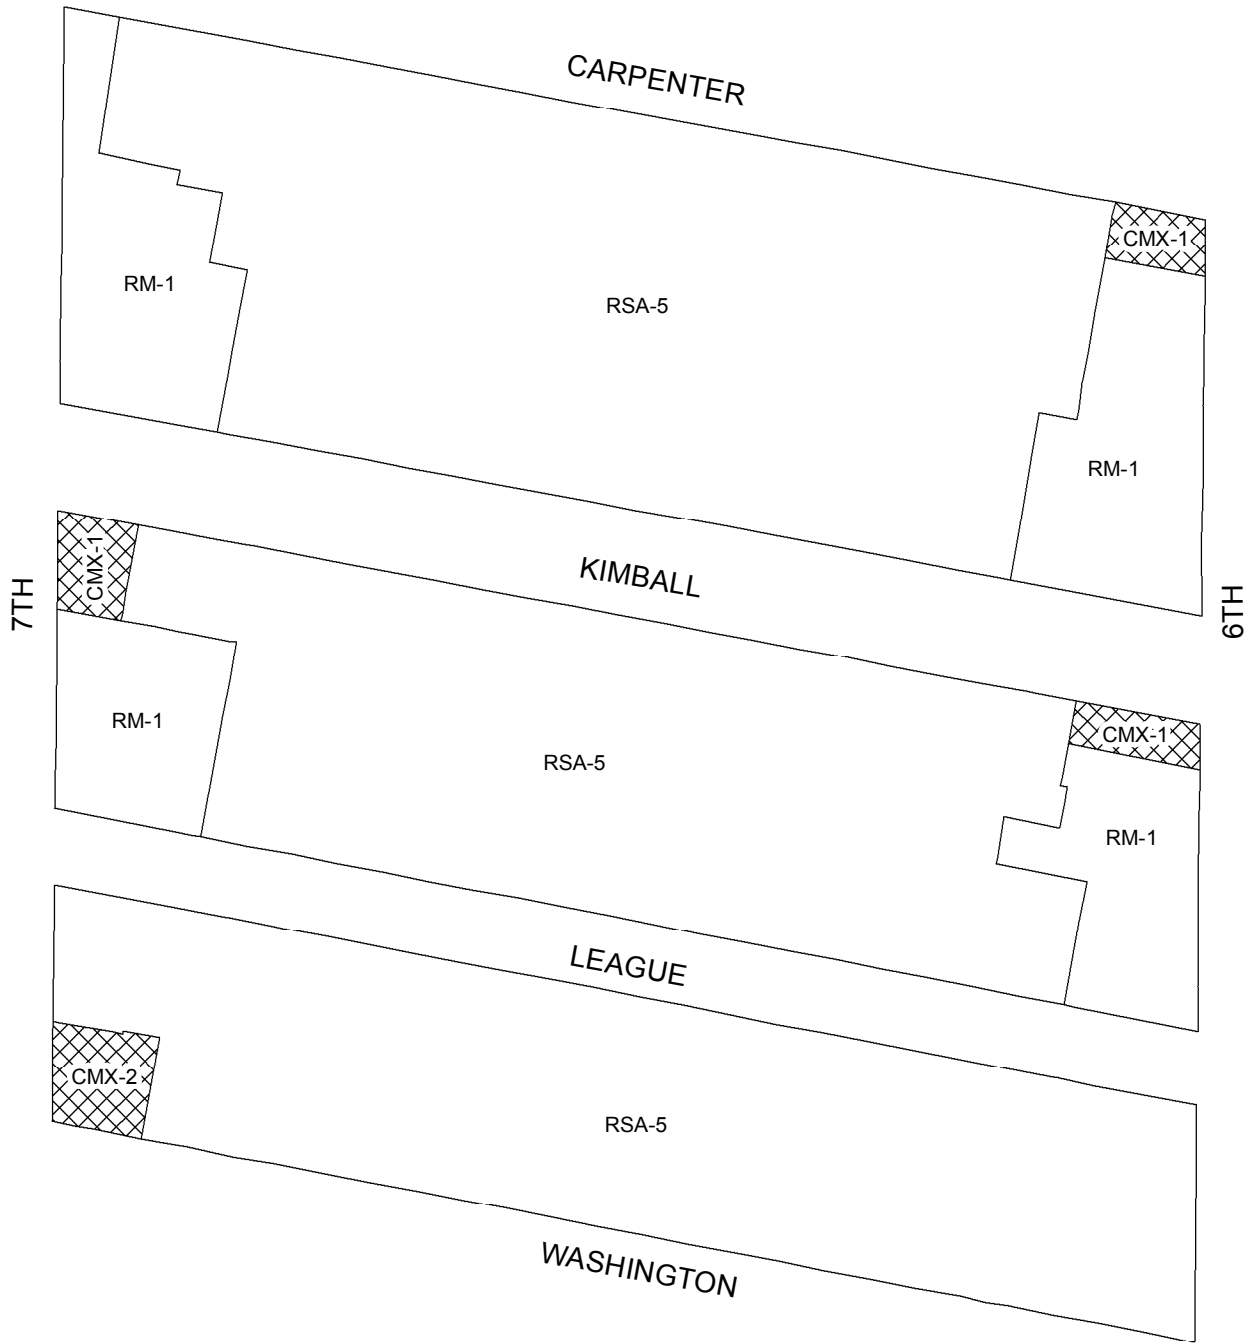 CARPENTER
CMX-1
RM-1
RSA-5
RM-1
CMX-1
KIMBALL
7TH
6TH
RM-1
CMX-1
RSA-5
RM-1
LEAGUE
CMX-2
RSA-5
WASHINGTON